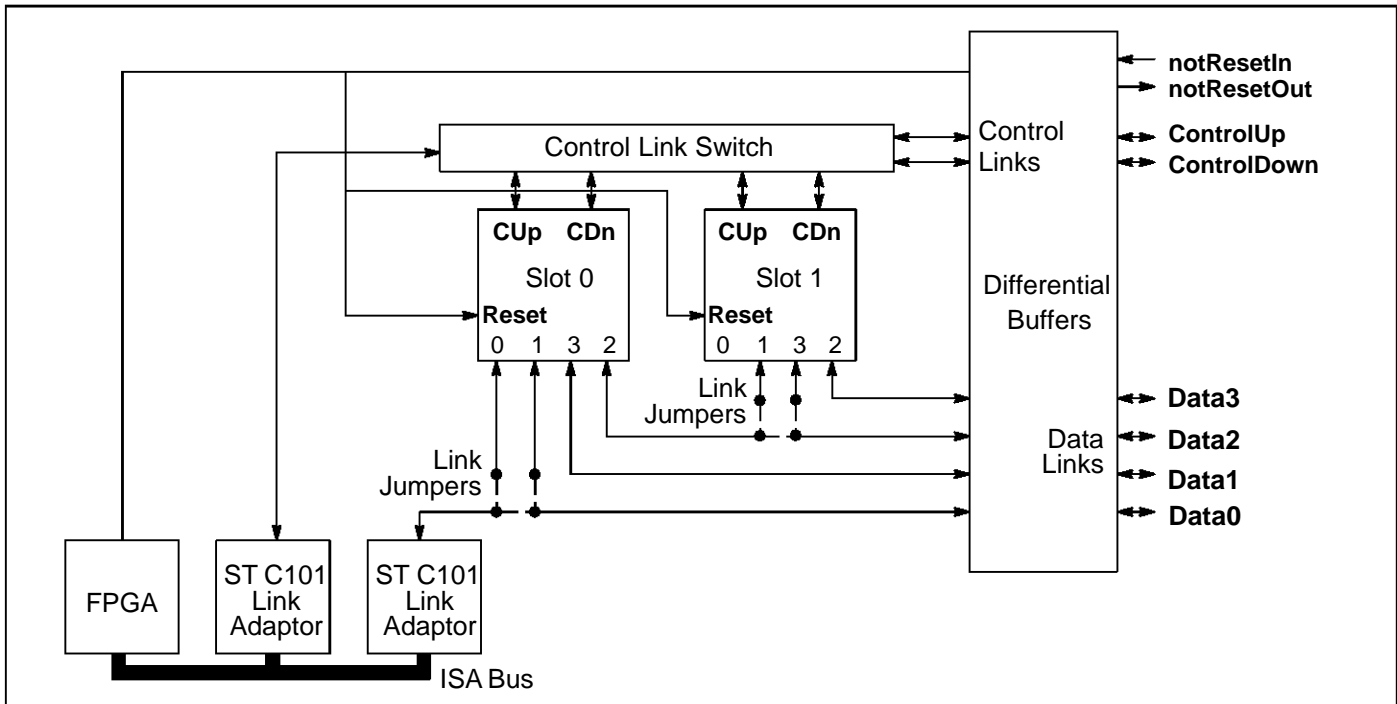 notResetIn
notResetOut
Control Link Switch
Control
Links
ControlUp
ControlDown
CUp CDn
Slot 0
Reset
0 1 3 2
CUp CDn
Slot 1
Reset
0 1 3 2
Differential
Buffers
Link
Jumpers
Link
Jumpers
Data
Links
Data3
Data2
Data1
Data0
FPGA
ST C101
Link
Adaptor
ST C101
Link
Adaptor
ISA Bus